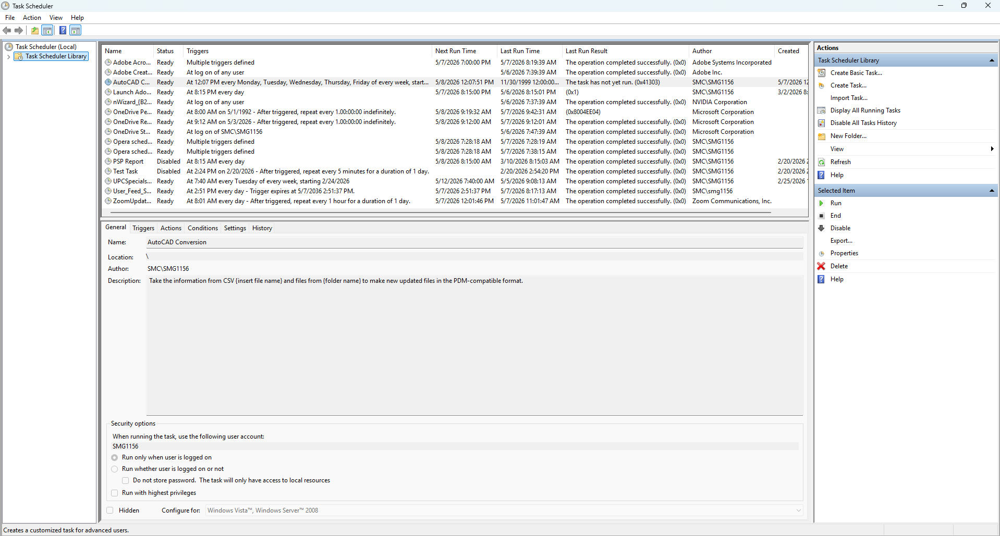 Task Scheduler
File Action View Help
Task Scheduler (Local)
Task Scheduler Library
Name Status Triggers Next Run Time Last Run Time Last Run Result Author Created
Adobe Acro... Ready Multiple triggers defined 5/7/2026 7:00:00 PM 5/7/2026 8:19:39 AM The operation completed successfully. (0x0) Adobe Systems Incorporated
Adobe Creat... Ready At log on of any user 5/6/2026 7:39:39 AM The operation completed successfully. (0x0) Adobe Inc.
AutoCAD C... Ready At 12:07 PM every Monday, Tuesday, Wednesday, Thursday, Friday of every week, start... 5/8/2026 12:07:51 PM 11/30/1999 12:00:00... The task has not yet run. (0x41303) SMC\SMG1156 5/7/2026 12
Launch Ado... Ready At 8:15 PM every day 5/7/2026 8:15:00 PM 5/6/2026 8:15:01 PM (0x1) SMC\SMG1156 3/2/2026 8:
nWizard_{B2... Ready At log on of any user 5/6/2026 7:37:39 AM The operation completed successfully. (0x0) NVIDIA Corporation
OneDrive Pe... Ready At 8:00 AM on 5/1/1992 - After triggered, repeat every 1.00:00:00 indefinitely. 5/8/2026 9:19:32 AM 5/7/2026 9:42:31 AM (0x8004EE04) Microsoft Corporation
OneDrive Re... Ready At 9:12 AM on 5/3/2026 - After triggered, repeat every 1.00:00:00 indefinitely. 5/8/2026 9:12:00 AM 5/7/2026 9:12:01 AM The operation completed successfully. (0x0) Microsoft Corporation
OneDrive St... Ready At log on of SMC\SMG1156 5/6/2026 7:47:39 AM The operation completed successfully. (0x0) Microsoft Corporation
Opera sched... Ready Multiple triggers defined 5/8/2026 7:28:18 AM 5/7/2026 7:28:19 AM The operation completed successfully. (0x0) SMC\SMG1156
Opera sched... Ready Multiple triggers defined 5/8/2026 7:28:18 AM 5/7/2026 7:38:15 AM The operation completed successfully. (0x0) SMC\SMG1156
PSP Report Disabled At 8:15 AM every day 5/8/2026 8:15:00 AM 3/10/2026 8:15:03 AM The operation completed successfully. (0x0) SMC\SMG1156 2/20/2026 2
Test Task Disabled At 2:24 PM on 2/20/2026 - After triggered, repeat every 5 minutes for a duration of 1 day. 2/20/2026 2:54:20 PM The operation completed successfully. (0x0) SMC\SMG1156 2/20/2026 2
UPCSpecials... Ready At 7:40 AM every Tuesday of every week, starting 2/24/2026 5/12/2026 7:40:00 AM 5/5/2026 9:08:13 AM The operation completed successfully. (0x0) SMC\SMG1156 2/25/2026 1
User_Feed_S... Ready At 2:51 PM every day - Trigger expires at 5/7/2036 2:51:37 PM. 5/7/2026 2:51:37 PM 5/7/2026 8:17:13 AM The operation completed successfully. (0x0) SMC\smg1156
ZoomUpdat... Ready At 8:01 AM every day - After triggered, repeat every 1 hour for a duration of 1 day. 5/7/2026 12:01:46 PM 5/7/2026 11:01:47 AM The operation completed successfully. (0x0) Zoom Communications, Inc.
General Triggers Actions Conditions Settings History
Name: AutoCAD Conversion
Location: \
Author: SMC\SMG1156
Description: Take the information from CSV {insert file name} and files from {folder name} to make new updated files in the PDM-compatible format.
Security options
When running the task, use the following user account:
SMG1156
Run only when user is logged on
Run whether user is logged on or not
Do not store password. The task will only have access to local resources
Run with highest privileges
Hidden Configure for: Windows Vista™, Windows Server™ 2008
Actions
Task Scheduler Library
Create Basic Task...
Create Task...
Import Task...
Display All Running Tasks
Disable All Tasks History
New Folder...
View
Refresh
Help
Selected Item
Run
End
Disable
Export...
Properties
Delete
Help
Creates a customized task for advanced users.